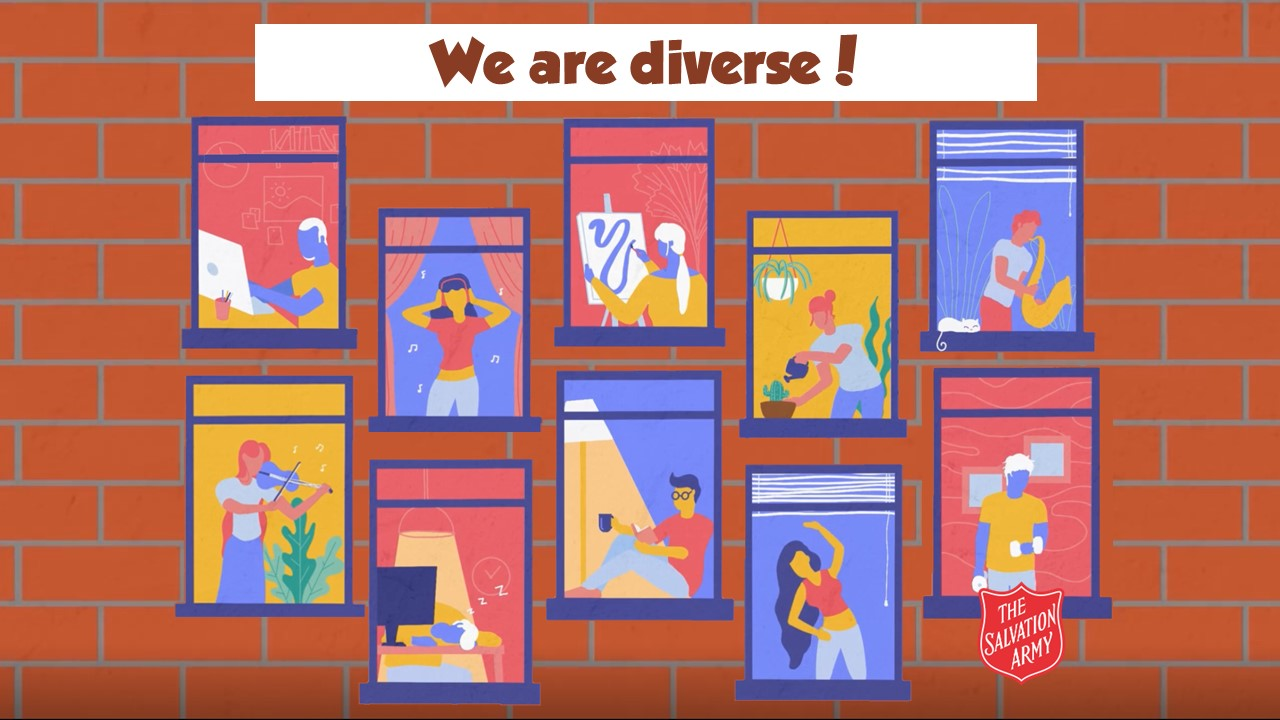 We are diverse!
z z z
THE
SALVATION
ARMY